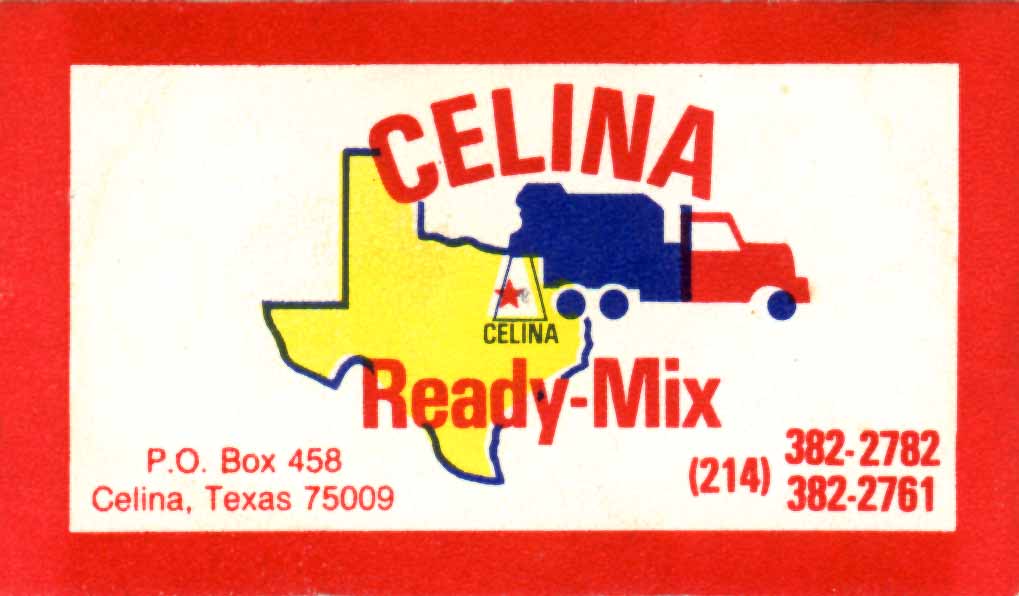 CELINA
CELINA
Ready-Mix
P.O. Box 458
Celina, Texas 75009
(214) 382-2782
382-2761